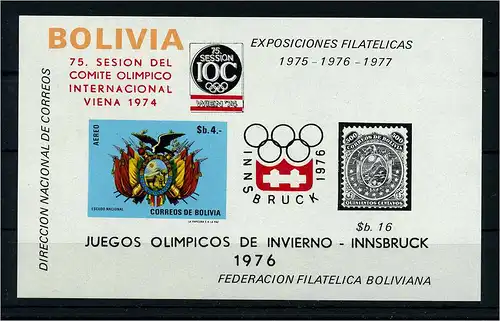 BOLIVIA
75. SESION DEL
COMITE OLIMPICO
INTERNACIONAL
VIENA 1974
75.
SESSION
IOC
WIEN '74
EXPOSICIONES FILATELICAS
1975-1976-1977
DIRECCION NACIONAL DE CORREOS
AEREO
$b. 4.-
ESCUDO NACIONAL
CORREOS DE BOLIVIA
INNS
BRUCK
1976
500
500
CORREOS DE BOLIVIA
QUINIENTOS CENTAVOS
$b. 16
JUEGOS OLIMPICOS DE INVIERNO - INNSBRUCK
1976
FEDERACION FILATELICA BOLIVIANA